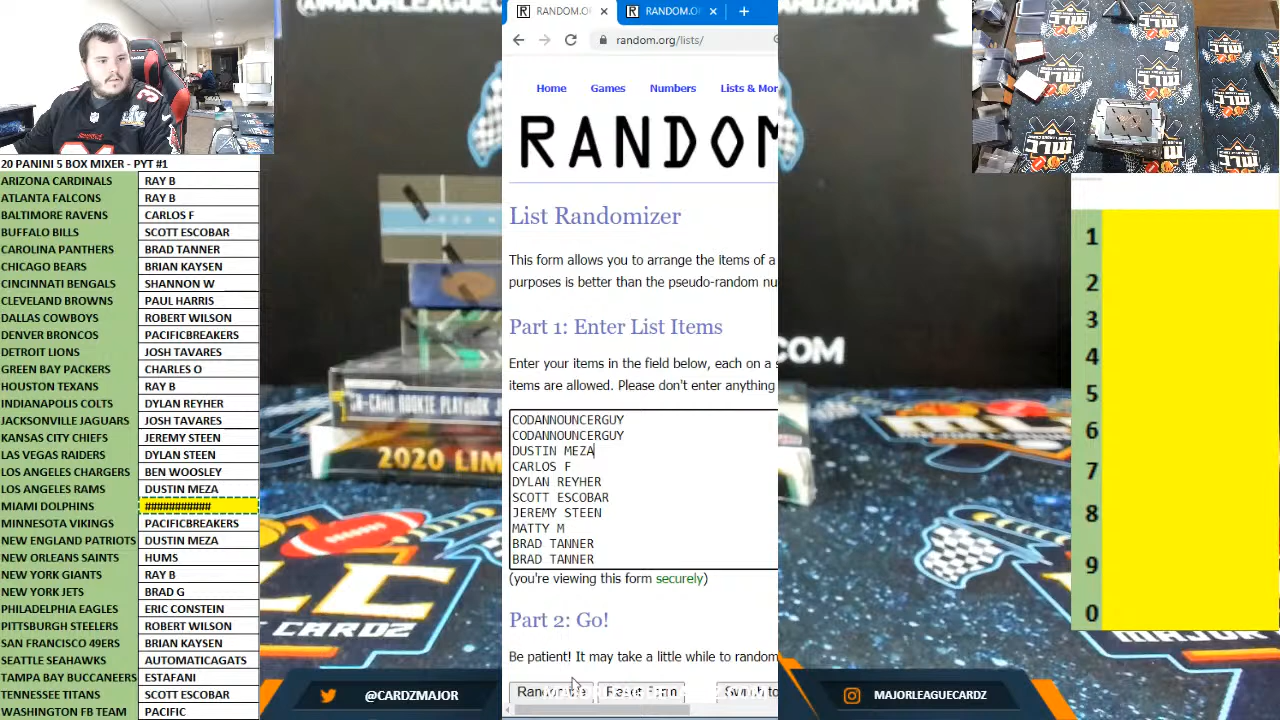 20 PANINI 5 BOX MIXER - PYT #1
ARIZONA CARDINALS RAY B
ATLANTA FALCONS RAY B
BALTIMORE RAVENS CARLOS F
BUFFALO BILLS SCOTT ESCOBAR
CAROLINA PANTHERS BRAD TANNER
CHICAGO BEARS BRIAN KAYSEN
CINCINNATI BENGALS SHANNON W
CLEVELAND BROWNS PAUL HARRIS
DALLAS COWBOYS ROBERT WILSON
DENVER BRONCOS PACIFICBREAKERS
DETROIT LIONS JOSH TAVARES
GREEN BAY PACKERS CHARLES O
HOUSTON TEXANS RAY B
INDIANAPOLIS COLTS DYLAN REYHER
JACKSONVILLE JAGUARS JOSH TAVARES
KANSAS CITY CHIEFS JEREMY STEEN
LAS VEGAS RAIDERS DYLAN STEEN
LOS ANGELES CHARGERS BEN WOOSLEY
LOS ANGELES RAMS DUSTIN MEZA
MIAMI DOLPHINS ###########
MINNESOTA VIKINGS PACIFICBREAKERS
NEW ENGLAND PATRIOTS DUSTIN MEZA
NEW ORLEANS SAINTS HUMS
NEW YORK GIANTS RAY B
NEW YORK JETS BRAD G
PHILADELPHIA EAGLES ERIC CONSTEIN
PITTSBURGH STEELERS ROBERT WILSON
SAN FRANCISCO 49ERS BRIAN KAYSEN
SEATTLE SEAHAWKS AUTOMATICAGATS
TAMPA BAY BUCCANEERS ESTAFANI
TENNESSEE TITANS SCOTT ESCOBAR
WASHINGTON FB TEAM PACIFIC
RANDOM.O
RANDOM.O
random.org/lists/
Home Games Numbers Lists & Mor
RANDOM
List Randomizer
This form allows you to arrange the items of a
purposes is better than the pseudo-random nu
Part 1: Enter List Items
Enter your items in the field below, each on a s
items are allowed. Please don't enter anything
CODANNOUNCERGUY
CODANNOUNCERGUY
DUSTIN MEZA
CARLOS F
DYLAN REYHER
SCOTT ESCOBAR
JEREMY STEEN
MATTY M
BRAD TANNER
BRAD TANNER
(you're viewing this form securely)
Part 2: Go!
Be patient! It may take a little while to random
2020 LIM
.COM
CARDZ
@CARDZMAJOR
MAJORLEAGUECARDZ
1
2
3
4
5
6
7
8
9
0